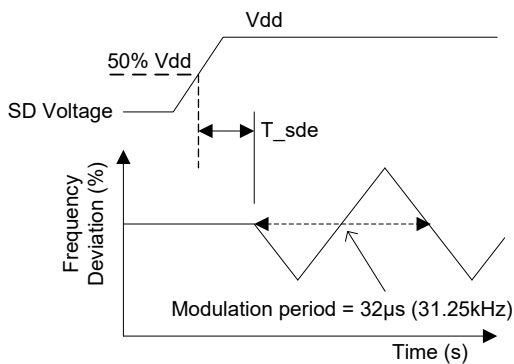 Vdd
50% Vdd
SD Voltage
T_sde
Frequency
Deviation (%)
Modulation period = 32µs (31.25kHz)
Time (s)